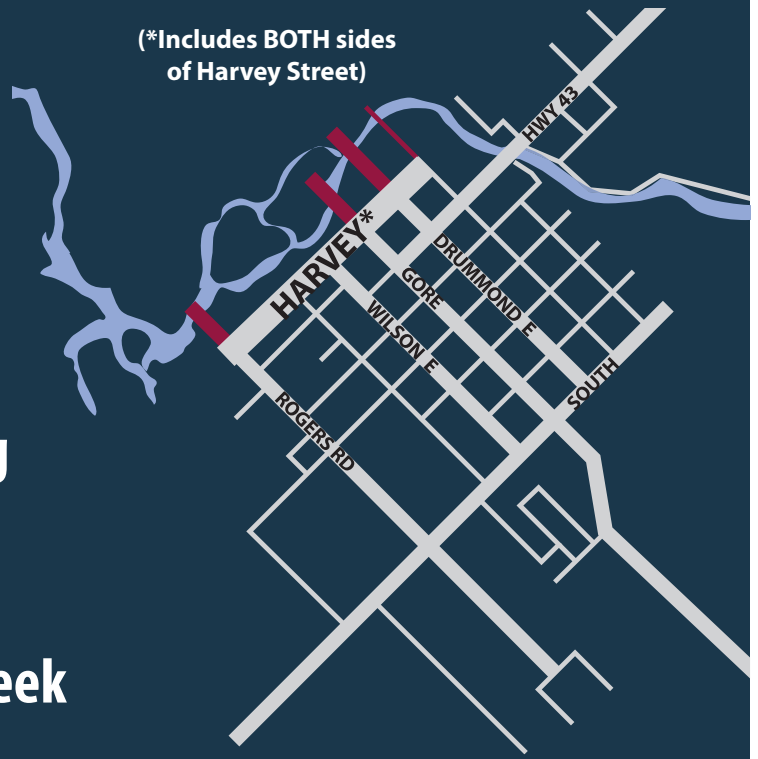 (*Includes BOTH sides
of Harvey Street)
HWY 43
HARVEY*
DRUMMOND E
GORE
WILSON E
SOUTH
ROGERS RD
g
eek